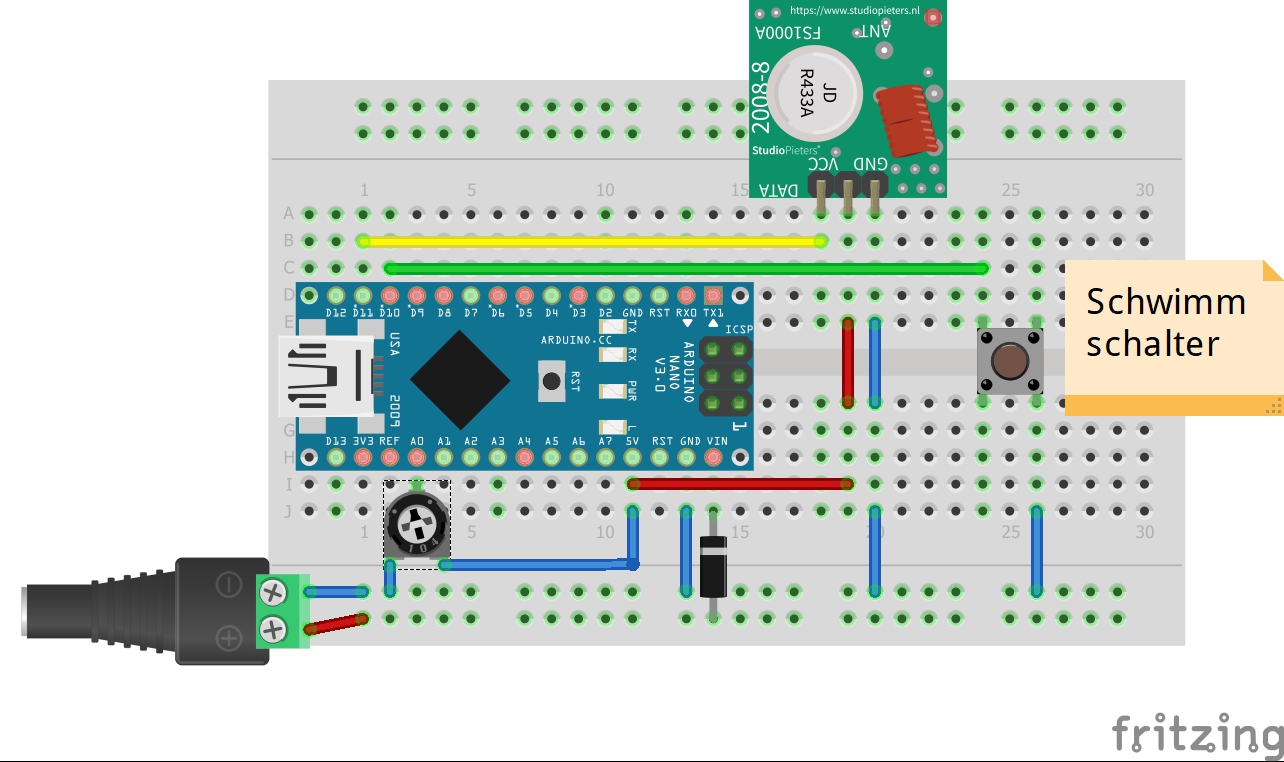 https://www.studiopieters.nl
FS1000A
ANT
2008-8
JD
R433A
StudioPieters®
VCC
GND
DATA
1 5 10 15 25 30
A
B
C
D
E
G
H
I
J
D12 D11 D10 D9 D8 D7 D6 D5 D4 D3 D2 GND RST RX0 TX1
TX
RX
PWR
L
ICSP
ARDUINO.CC
USA
2009
RST
ARDUINO
NANO
V3.0
1
D13 3V3 REF A0 A1 A2 A3 A4 A5 A6 A7 5V RST GND VIN
104
1 5 10 15 25 30
Schwimm
schalter
fritzing